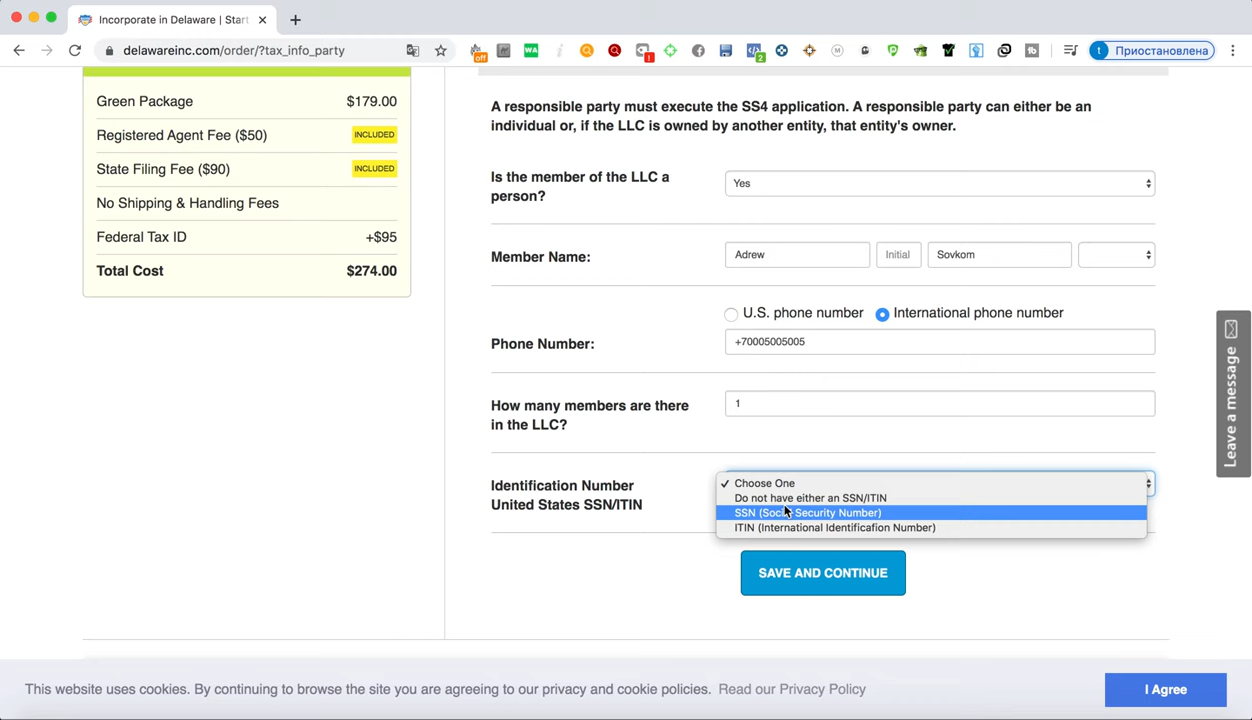 Incorporate in Delaware | Start
delawareinc.com/order/?tax_info_party
off
WA
2
t
Приостановлена
Green Package $179.00
Registered Agent Fee ($50) INCLUDED
State Filing Fee ($90) INCLUDED
No Shipping & Handling Fees
Federal Tax ID +$95
Total Cost $274.00
A responsible party must execute the SS4 application. A responsible party can either be an
individual or, if the LLC is owned by another entity, that entity's owner.
Is the member of the LLC a
person?
Yes
Member Name:
Adrew Initial Sovkom
U.S. phone number International phone number
Phone Number:
+70005005005
How many members are there
in the LLC?
1
Identification Number
United States SSN/ITIN
✓ Choose One
Do not have either an SSN/ITIN
SSN (Social Security Number)
ITIN (International Identificafion Number)
SAVE AND CONTINUE
Leave a message
This website uses cookies. By continuing to browse the site you are agreeing to our privacy and cookie policies. Read our Privacy Policy
I Agree